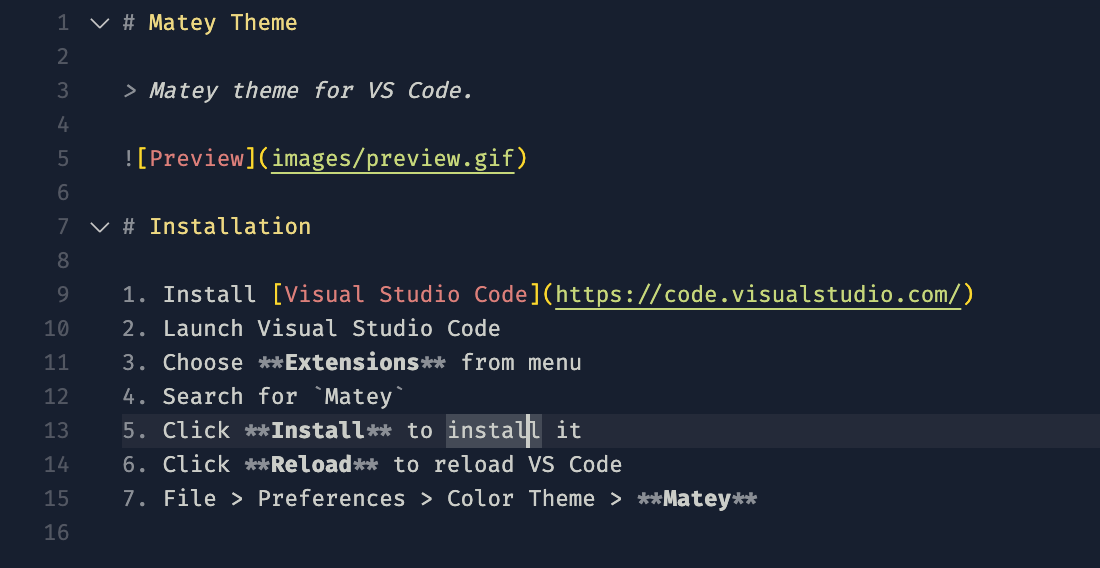 1 # Matey Theme
2
3 > Matey theme for VS Code.
4
5 ![Preview](images/preview.gif)
6
7 # Installation
8
9 1. Install [Visual Studio Code](https://code.visualstudio.com/)
10 2. Launch Visual Studio Code
11 3. Choose **Extensions** from menu
12 4. Search for `Matey`
13 5. Click **Install** to install it
14 6. Click **Reload** to reload VS Code
15 7. File > Preferences > Color Theme > **Matey**
16